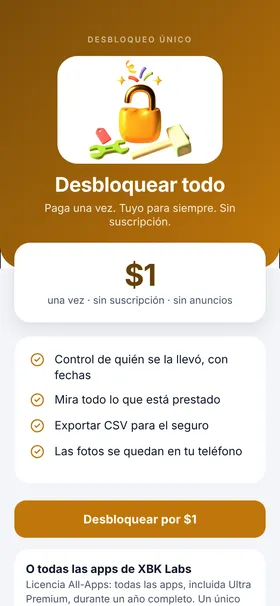 DESBLOQUEO ÚNICO
Desbloquear todo
Paga una vez. Tuyo para siempre. Sin
suscripción.
$1
una vez · sin suscripción · sin anuncios
Control de quién se la llevó, con
fechas
Mira todo lo que está prestado
Exportar CSV para el seguro
Las fotos se quedan en tu teléfono
Desbloquear por $1
O todas las apps de XBK Labs
Licencia All-Apps: todas las apps, incluida Ultra
Premium, durante un año completo. Un único